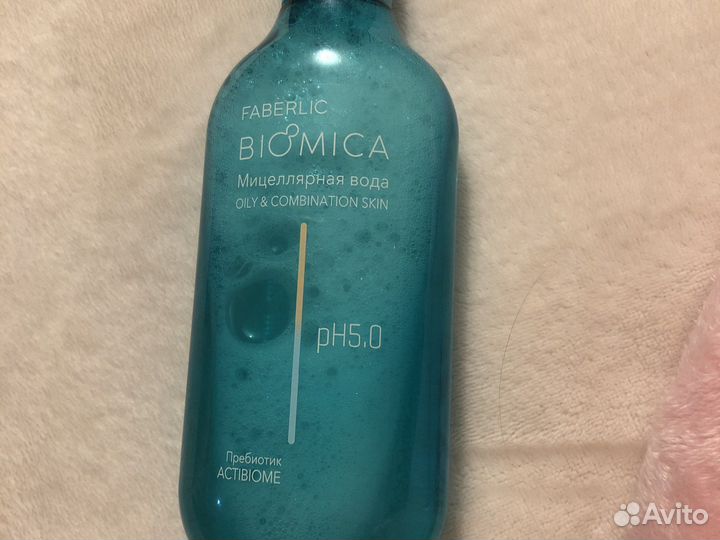 FABERLIC
BIOMICA
Мицеллярная вода
OILY & COMBINATION SKIN
pH5.0
Пребиотик
ACTIBIOME
Avito